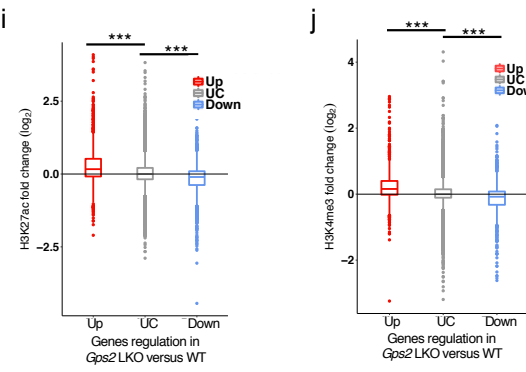 i
***
***
Up
UC
Down
2.5
0.0
−2.5
H3K27ac fold change (log2)
Up
UC
Down
Genes regulation in
Gps2 LKO versus WT
j
***
***
Up
UC
Dow
4
2
0
−2
H3K4me3 fold change (log2)
Up
UC
Down
Genes regulation in
Gps2 LKO versus WT